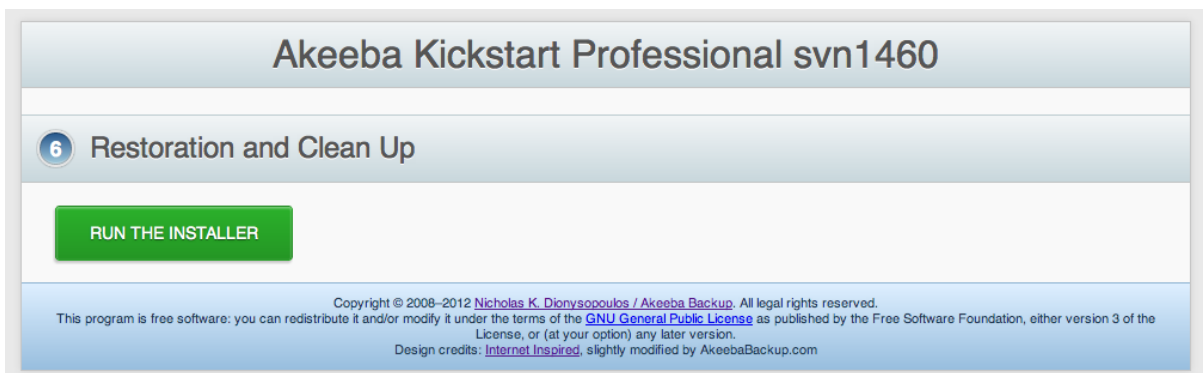 Akeeba Kickstart Professional svn1460
6 Restoration and Clean Up
RUN THE INSTALLER
Copyright © 2008–2012 Nicholas K. Dionysopoulos / Akeeba Backup. All legal rights reserved.
This program is free software: you can redistribute it and/or modify it under the terms of the GNU General Public License as published by the Free Software Foundation, either version 3 of the
License, or (at your option) any later version.
Design credits: Internet Inspired, slightly modified by AkeebaBackup.com